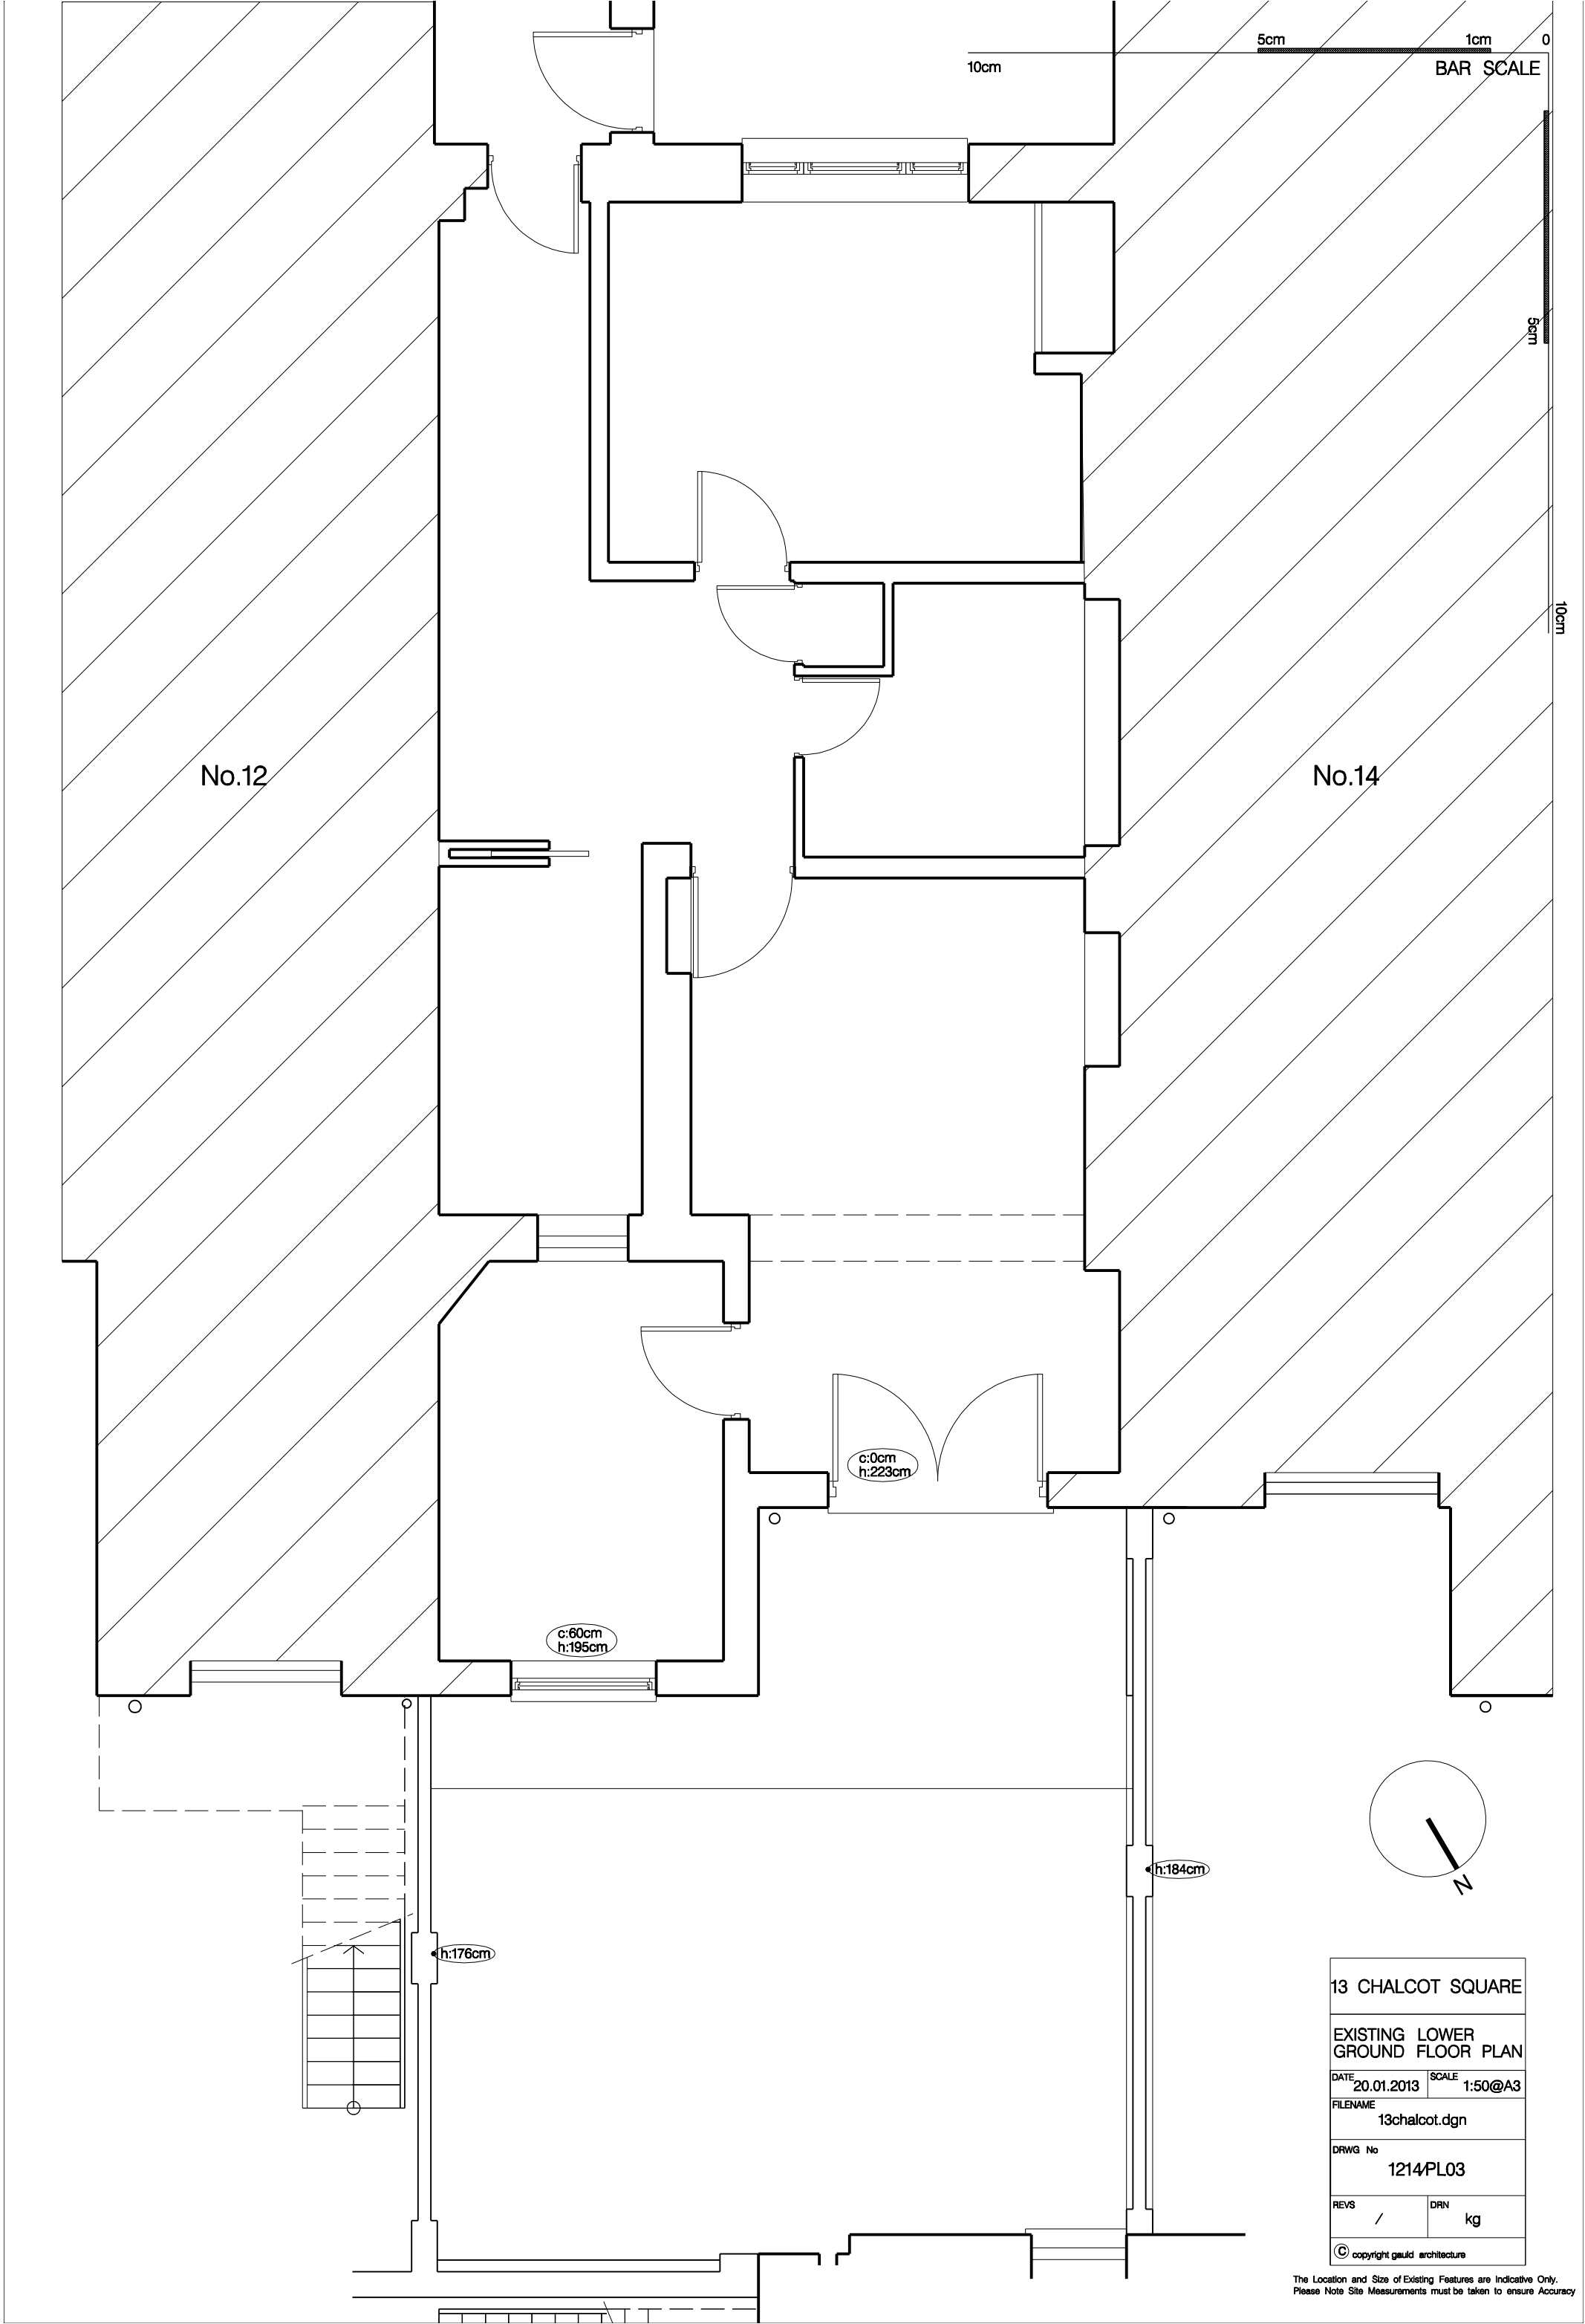 5cm 1cm 0
10cm
BAR SCALE
5cm
10cm
No.12
No.14
c:0cm
h:223cm
c:60cm
h:195cm
h:184cm
N
h:176cm
13 CHALCOT SQUARE
EXISTING LOWER
GROUND FLOOR PLAN
DATE 20.01.2013 SCALE 1:50@A3
FILENAME
13chalcot.dgn
DRWG No
1214/PL03
REVS DRN
/ kg
© copyright gauld architecture
The Location and Size of Existing Features are Indicative Only.
Please Note Site Measurements must be taken to ensure Accuracy